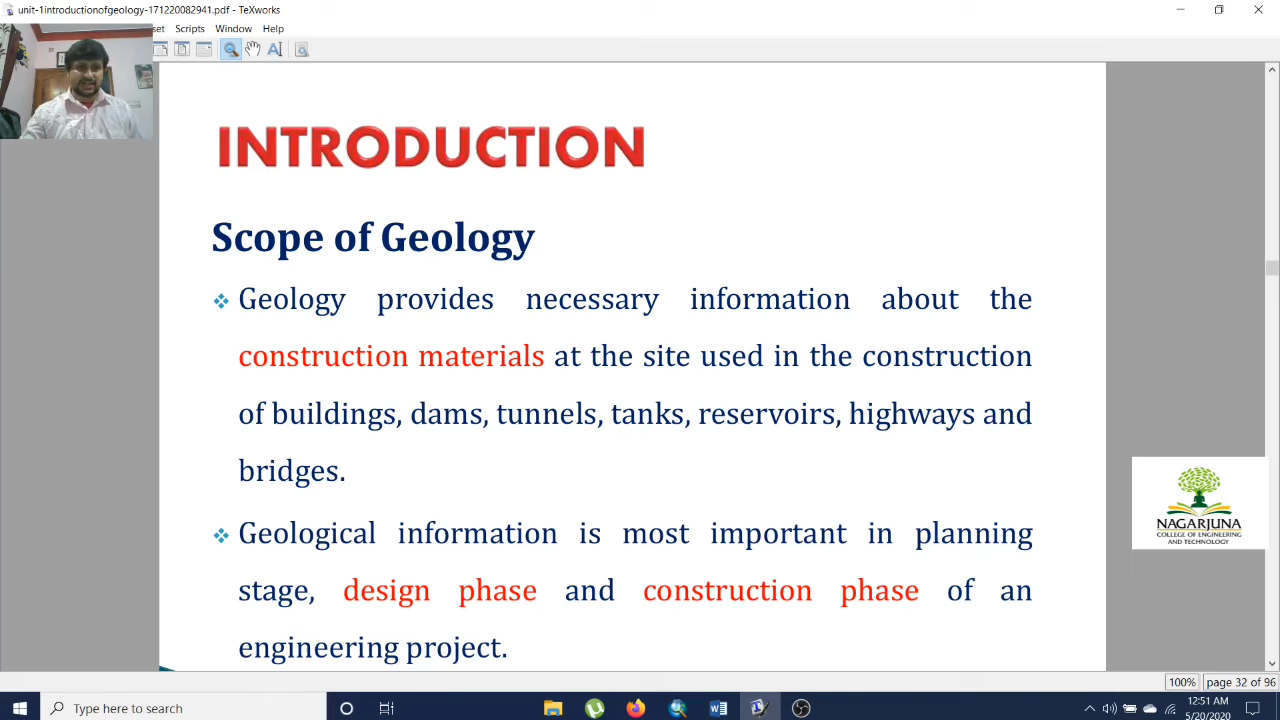 unit-1introductionofgeology-171220082941.pdf - TeXworks
set Scripts Window Help
INTRODUCTION
Scope of Geology
❖ Geology provides necessary information about the
construction materials at the site used in the construction
of buildings, dams, tunnels, tanks, reservoirs, highways and
bridges.
❖ Geological information is most important in planning
stage, design phase and construction phase of an
engineering project.
NAGARJUNA
COLLEGE OF ENGINEERING
AND TECHNOLOGY
100% page 32 of 96
Type here to search
12:51 AM
5/20/2020